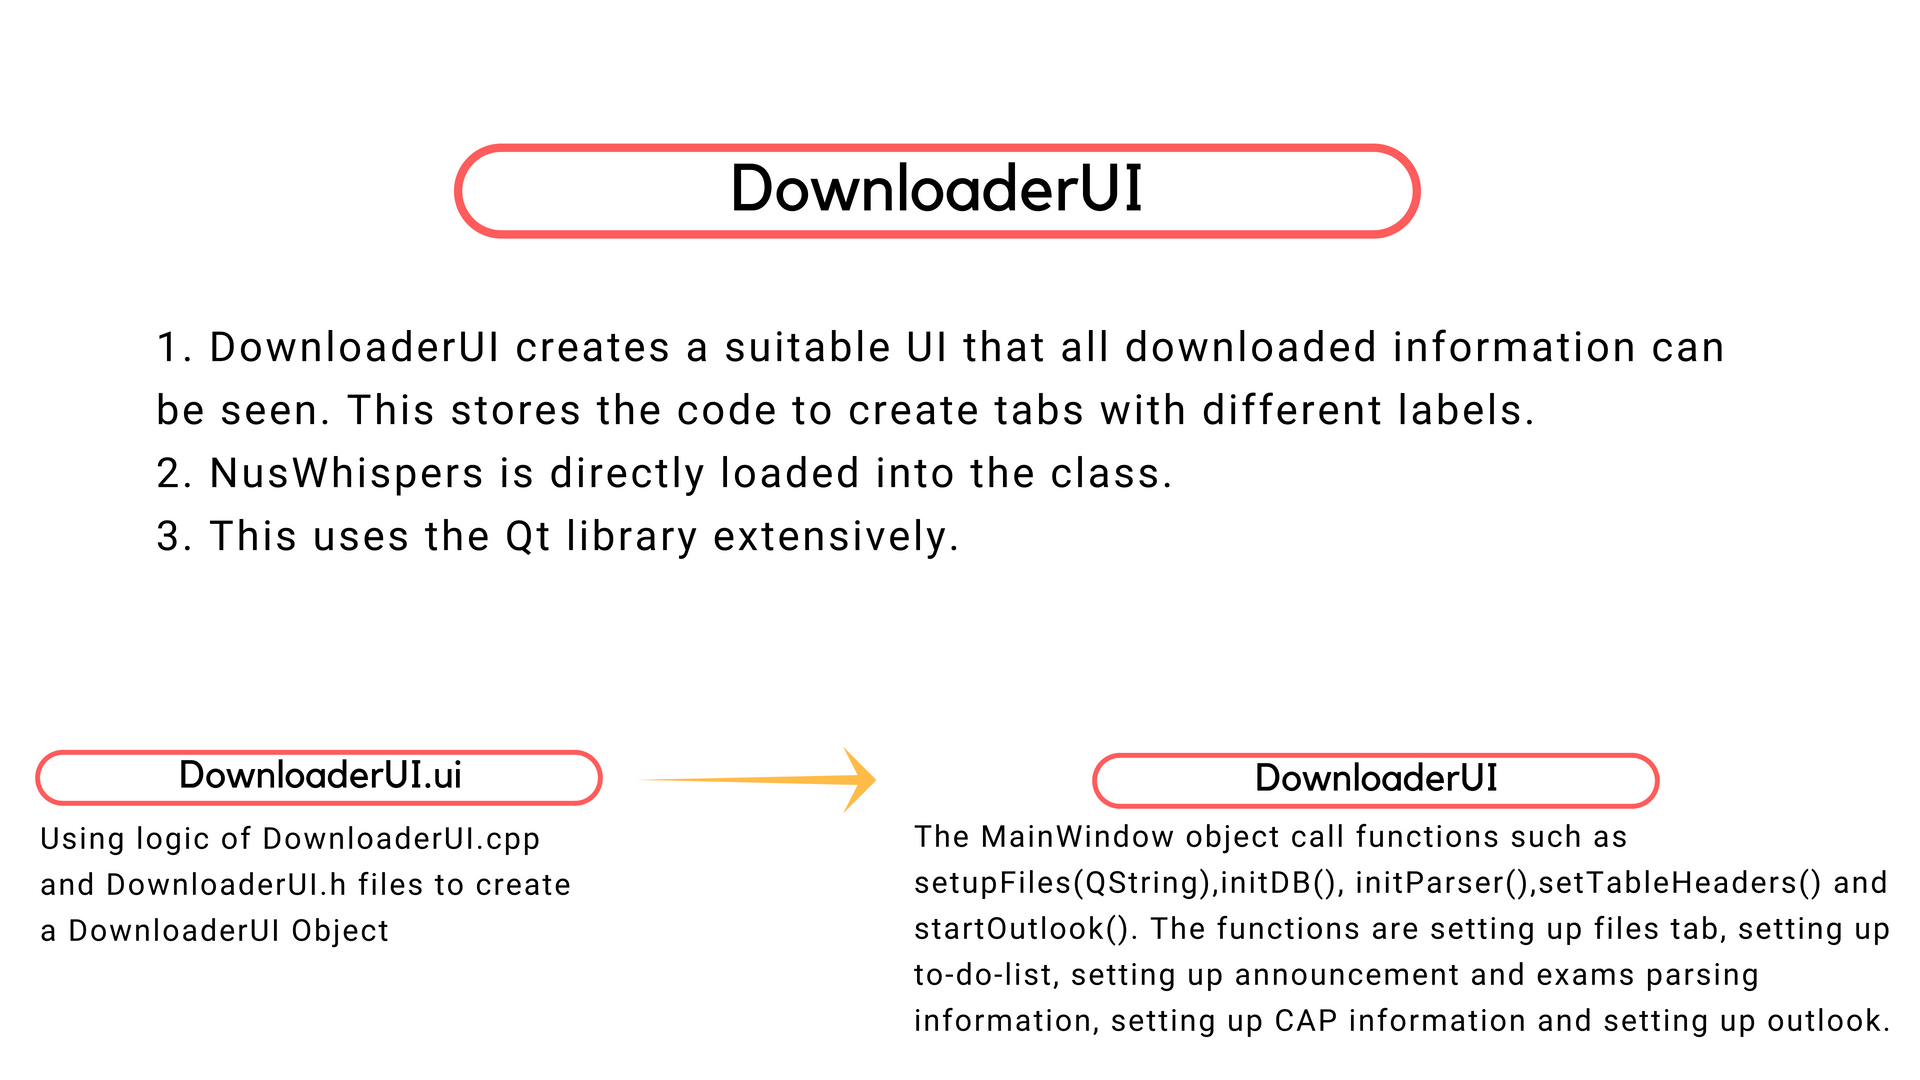 DownloaderUI
1. DownloaderUI creates a suitable UI that all downloaded information can
be seen. This stores the code to create tabs with different labels.
2. NusWhispers is directly loaded into the class.
3. This uses the Qt library extensively.
DownloaderUI.ui
Using logic of DownloaderUI.cpp
and DownloaderUI.h files to create
a DownloaderUI Object
DownloaderUI
The MainWindow object call functions such as
setupFiles(QString),initDB(), initParser(),setTableHeaders() and
startOutlook(). The functions are setting up files tab, setting up
to-do-list, setting up announcement and exams parsing
information, setting up CAP information and setting up outlook.